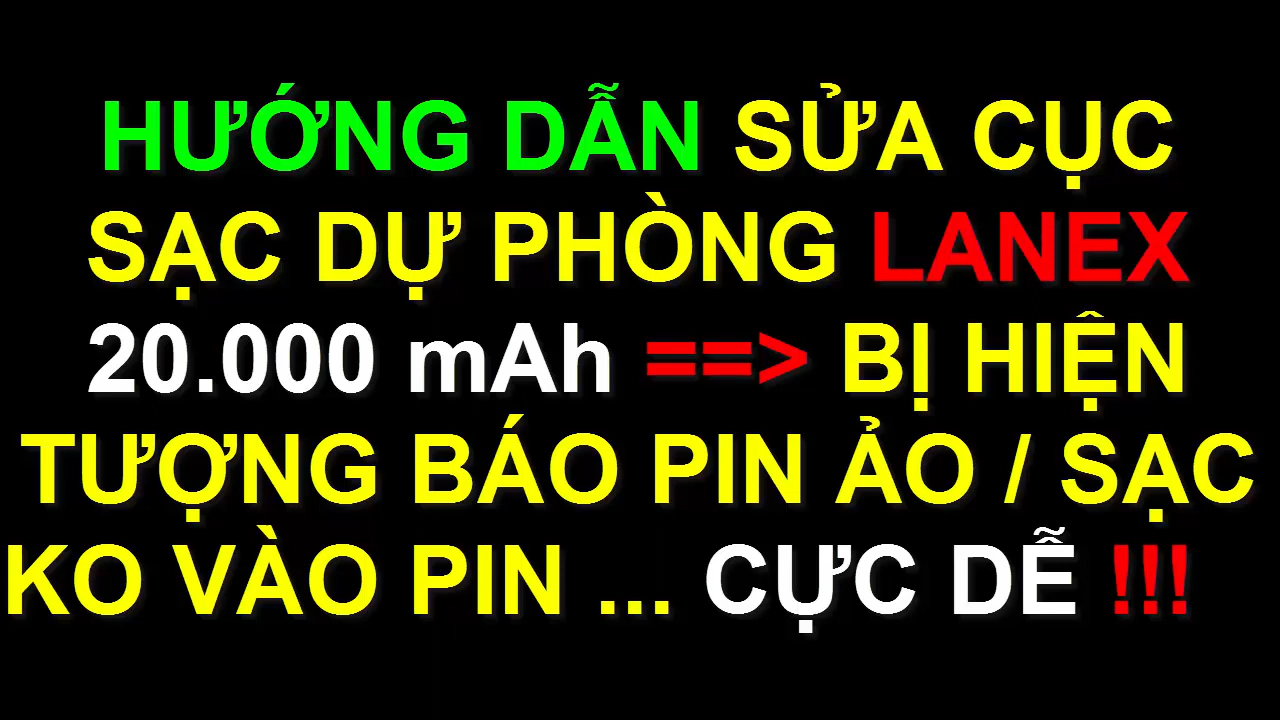 HƯỚNG DẪN SỬA CỤC
SẠC DỰ PHÒNG LANEX
20.000 mAh ==> BỊ HIỆN
TƯỢNG BÁO PIN ẢO / SẠC
KO VÀO PIN ... CỰC DỄ !!!